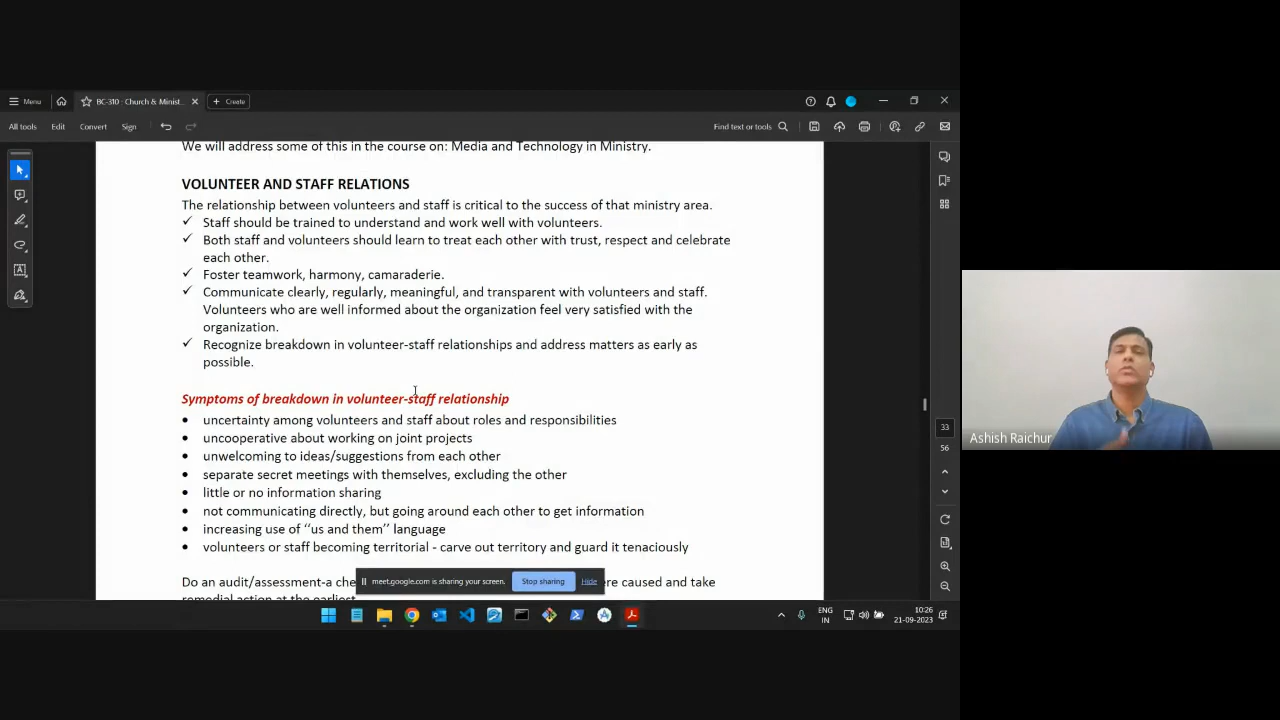 Menu
BC-310 - Church & Minist...
Create
All tools
Edit
Convert
Sign
Find text or tools
We will address some of this in the course on: Media and Technology in Ministry.
VOLUNTEER AND STAFF RELATIONS
The relationship between volunteers and staff is critical to the success of that ministry area.
✓ Staff should be trained to understand and work well with volunteers.
✓ Both staff and volunteers should learn to treat each other with trust, respect and celebrate
each other.
✓ Foster teamwork, harmony, camaraderie.
✓ Communicate clearly, regularly, meaningful, and transparent with volunteers and staff.
Volunteers who are well informed about the organization feel very satisfied with the
organization.
✓ Recognize breakdown in volunteer-staff relationships and address matters as early as
possible.
Symptoms of breakdown in volunteer-staff relationship
• uncertainty among volunteers and staff about roles and responsibilities
• uncooperative about working on joint projects
• unwelcoming to ideas/suggestions from each other
• separate secret meetings with themselves, excluding the other
• little or no information sharing
• not communicating directly, but going around each other to get information
• increasing use of “us and them” language
• volunteers or staff becoming territorial - carve out territory and guard it tenaciously
Do an audit/assessment-a che
re caused and take
remedial action at the earliest
meet.google.com is sharing your screen.
Stop sharing
Hide
33
56
ENG
IN
10:26
21-09-2023
Ashish Raichur